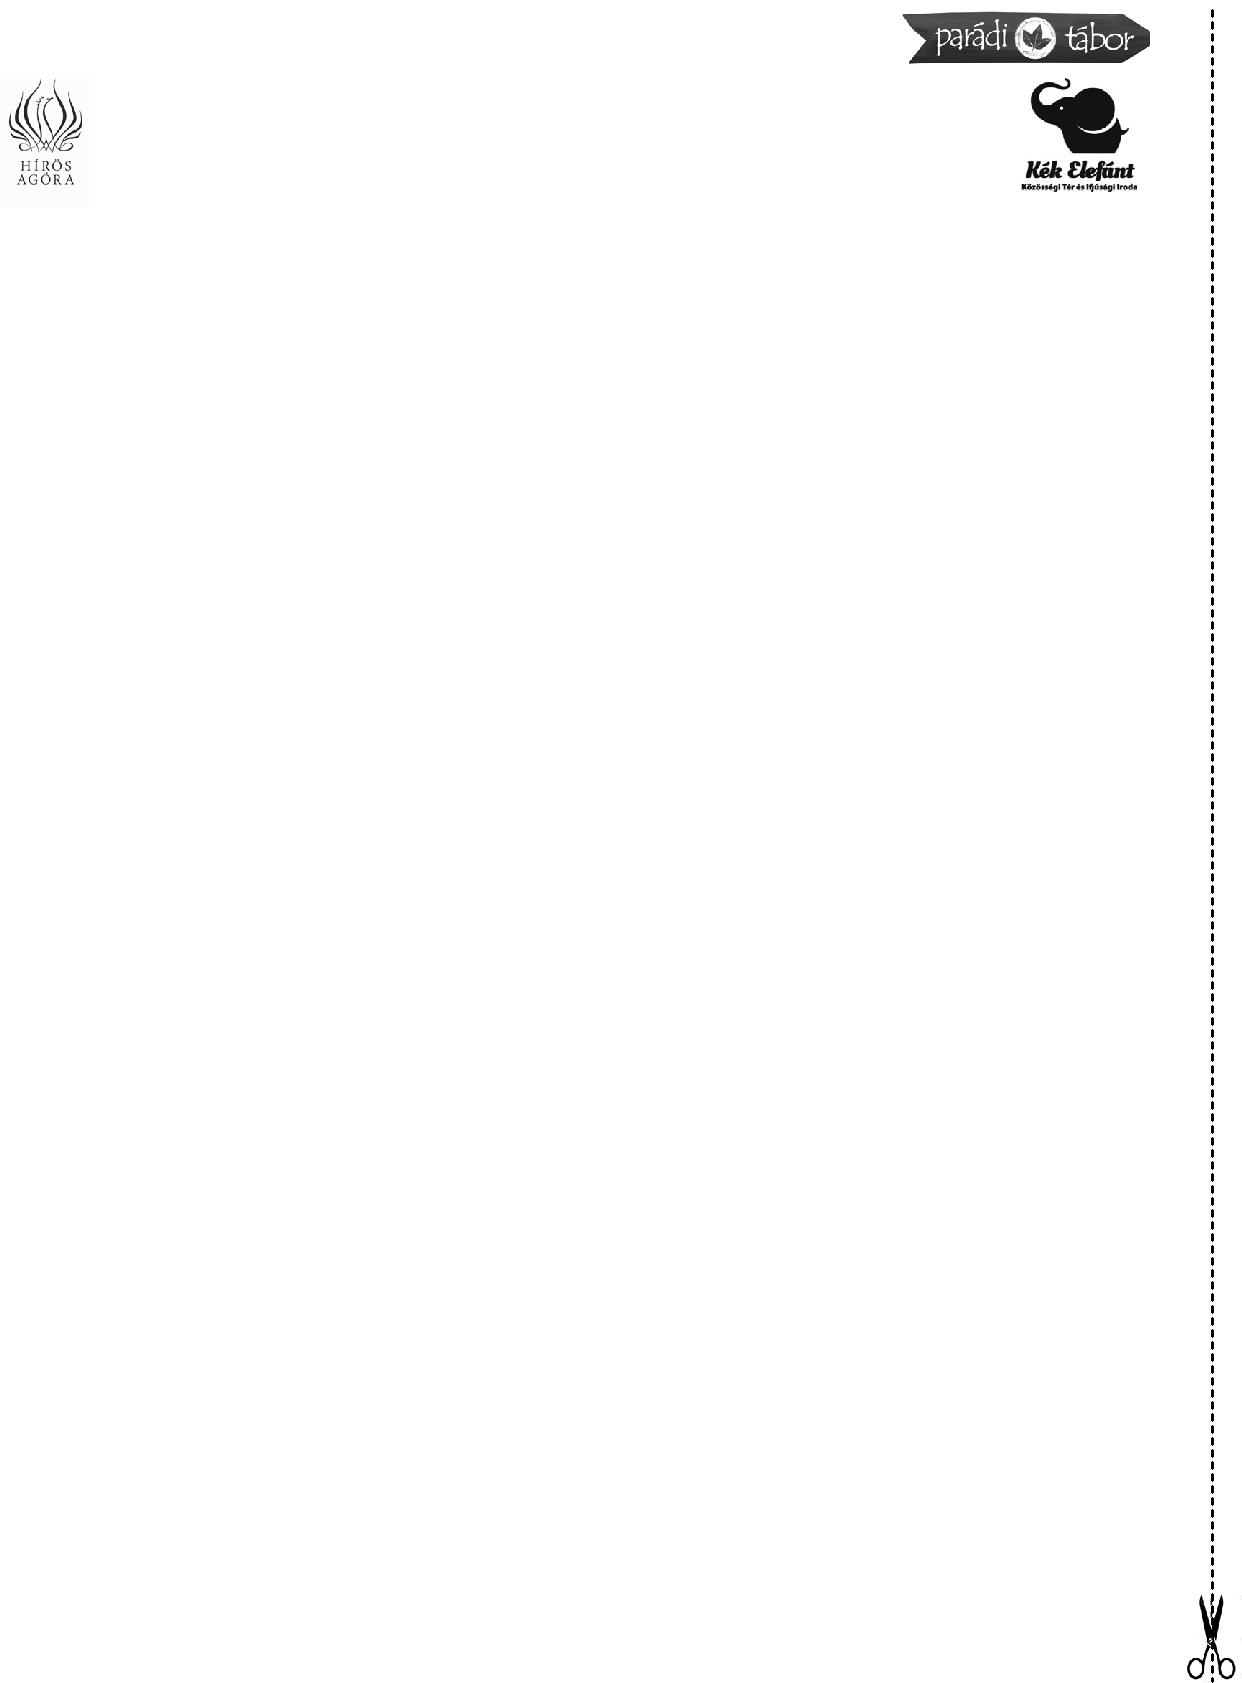 parádi tábor
HÍRÖS
AGÓRA
Kék Elefánt
Közösségi Tér és Ifjúsági Iroda